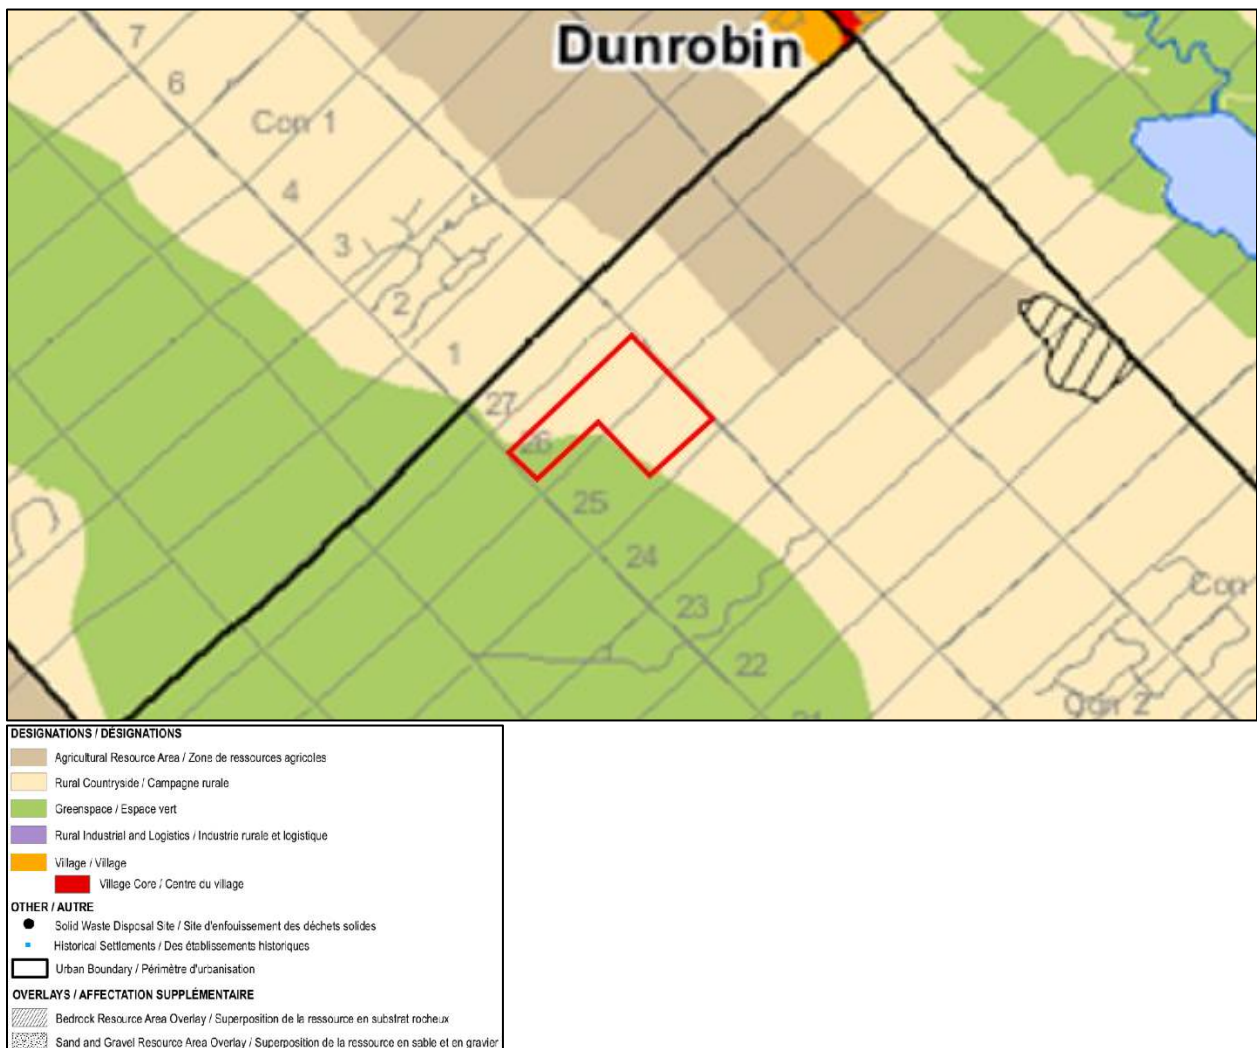 Dunrobin
7
6
Con 1
4
3
2
1
27
26
25
24
23
22
21
Con
Con 2
DESIGNATIONS / DÉSIGNATIONS
Agricultural Resource Area / Zone de ressources agricoles
Rural Countryside / Campagne rurale
Greenspace / Espace vert
Rural Industrial and Logistics / Industrie rurale et logistique
Village / Village
Village Core / Centre du village
OTHER / AUTRE
Solid Waste Disposal Site / Site d'enfouissement des déchets solides
Historical Settlements / Des établissements historiques
Urban Boundary / Périmètre d'urbanisation
OVERLAYS / AFFECTATION SUPPLÉMENTAIRE
Bedrock Resource Area Overlay / Superposition de la ressource en substrat rocheux
Sand and Gravel Resource Area Overlay / Superposition de la ressource en sable et en gravier